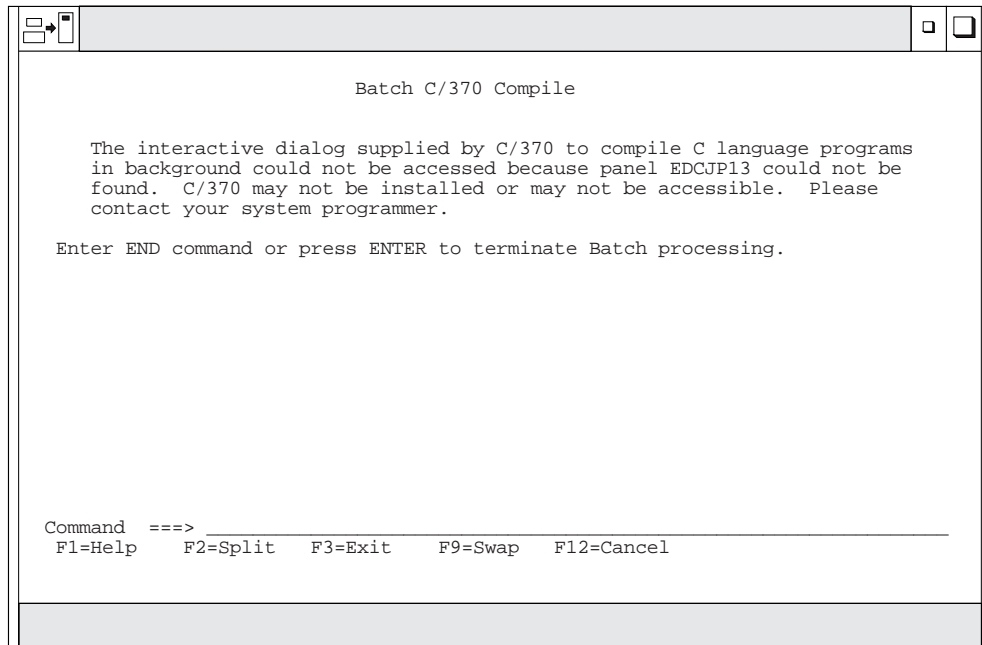 Batch C/370 Compile
The interactive dialog supplied by C/370 to compile C language programs
in background could not be accessed because panel EDCJP13 could not be
found.  C/370 may not be installed or may not be accessible.  Please
contact your system programmer.
Enter END command or press ENTER to terminate Batch processing.
Command  ===> ________________________________________________________________
F1=Help    F2=Split   F3=Exit    F9=Swap   F12=Cancel